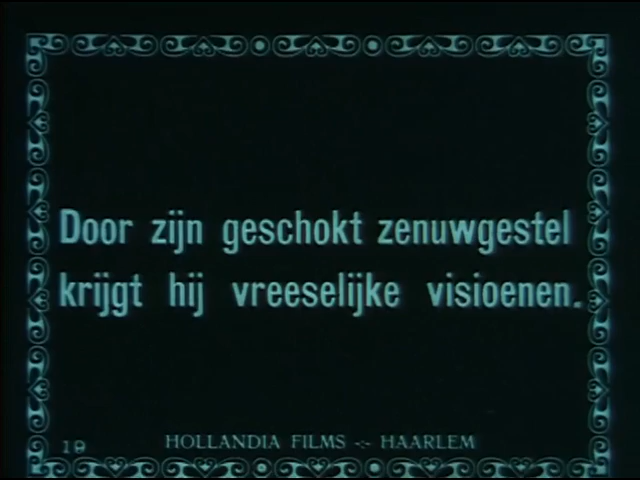 Door zijn geschokt zenuwgestel
krijgt hij vreeselijke visioenen.
19 HOLLANDIA FILMS -:- HAARLEM